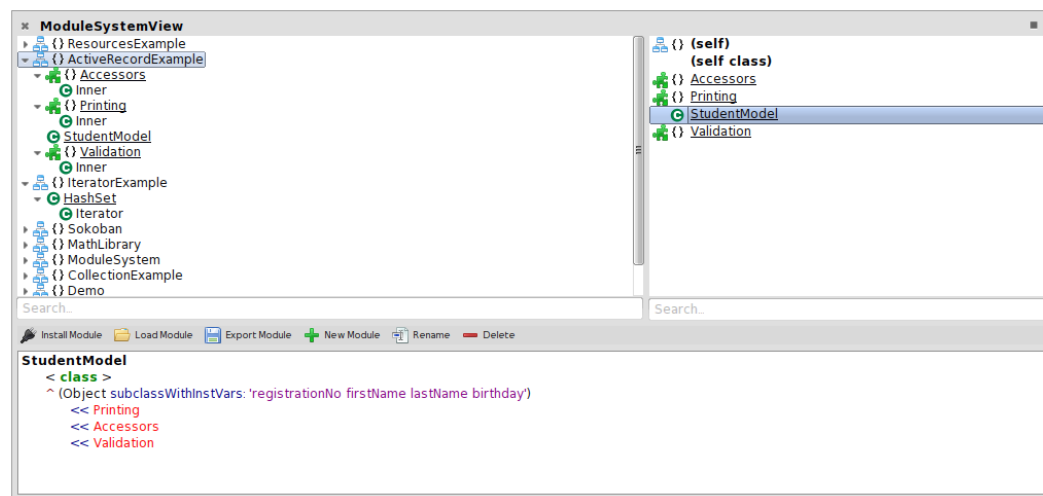 ModuleSystemView
{} ResourcesExample
{} ActiveRecordExample
{} Accessors
Inner
{} Printing
Inner
StudentModel
{} Validation
Inner
{} IteratorExample
HashSet
Iterator
{} Sokoban
{} MathLibrary
{} ModuleSystem
{} CollectionExample
{} Demo
Search..
{} (self)
(self class)
{} Accessors
{} Printing
StudentModel
{} Validation
Search..
Install Module Load Module Export Module New Module Rename Delete
StudentModel
< class >
^ (Object subclassWithInstVars: 'registrationNo firstName lastName birthday')
<< Printing
<< Accessors
<< Validation